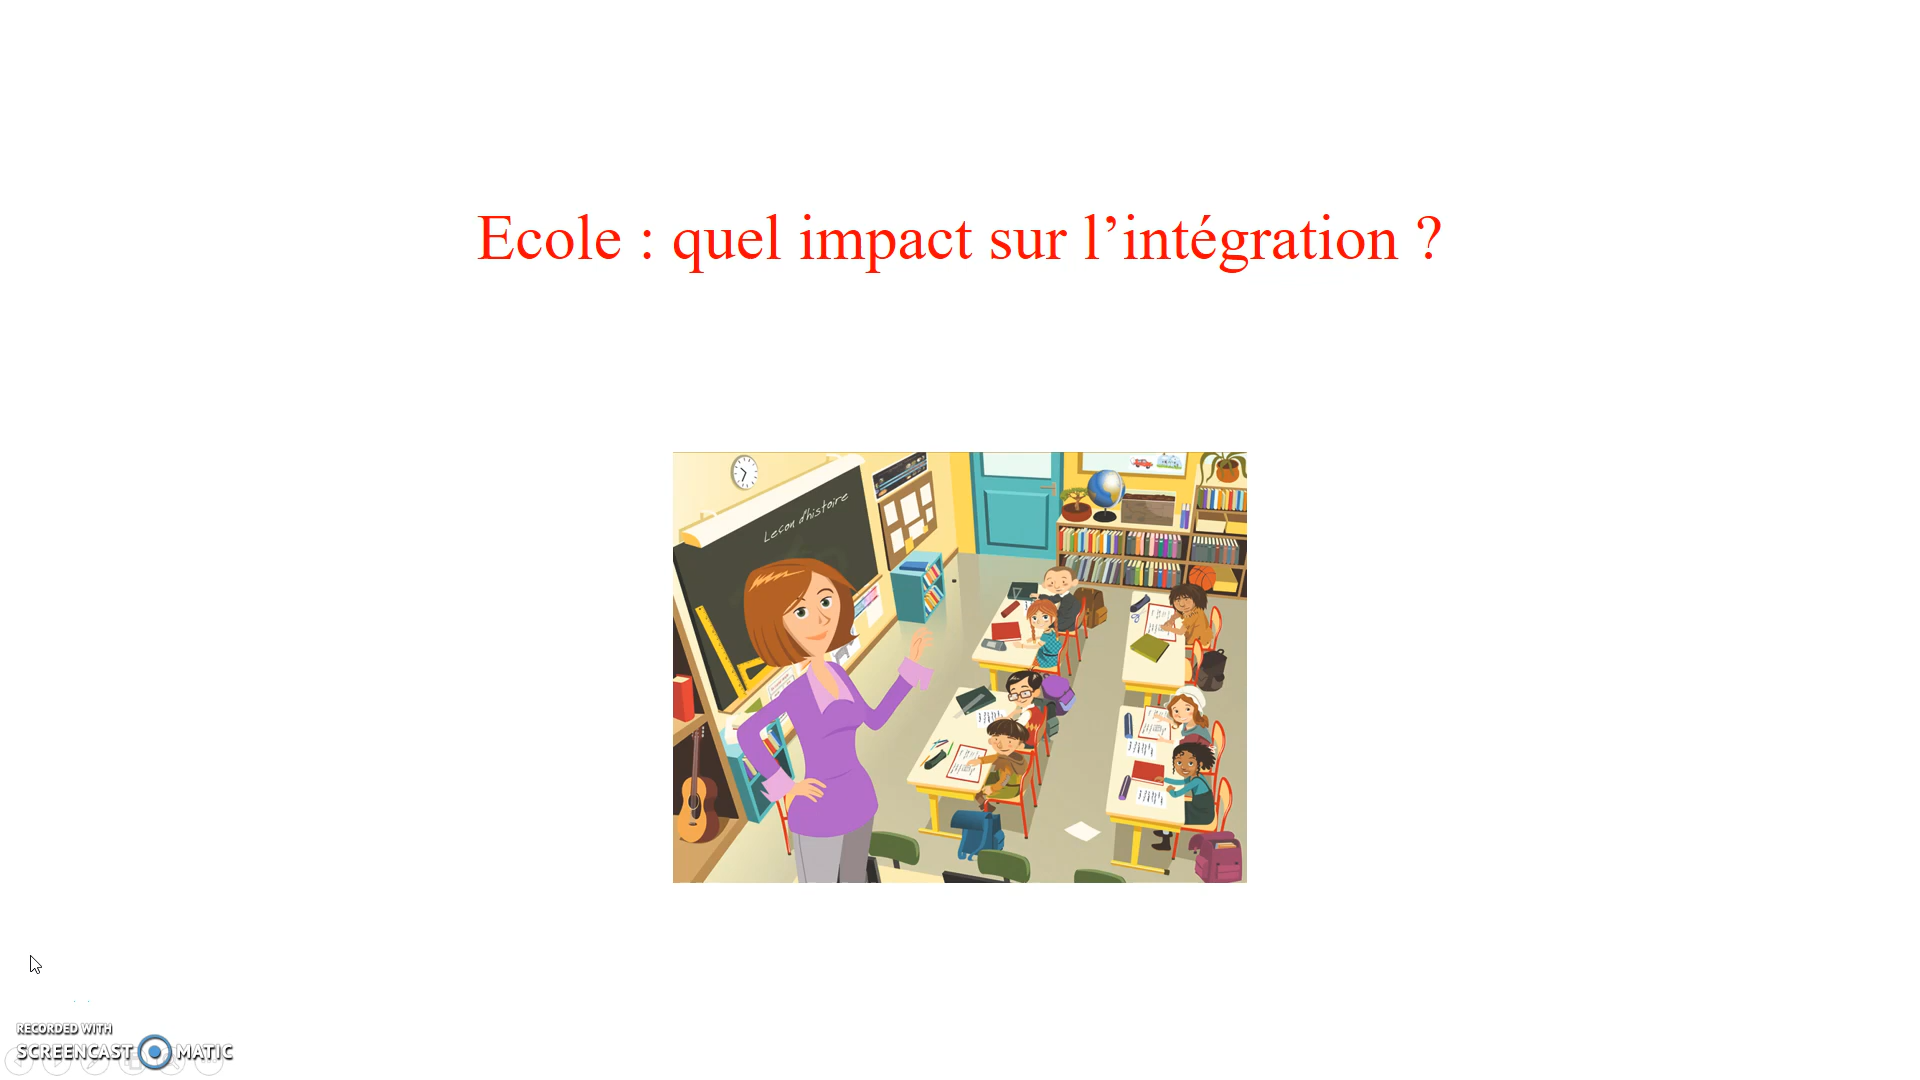 Ecole : quel impact sur l’intégration ?
Leçon d'histoire
RECORDED WITH
SCREENCAST MATIC